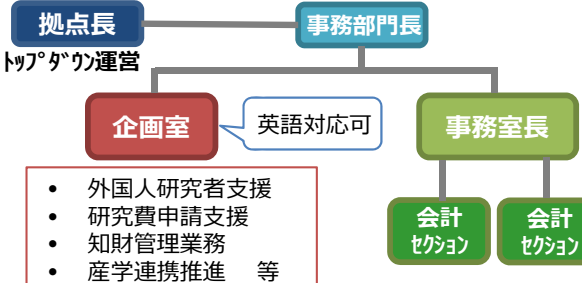 拠点長
事務部門長
ﾄｯﾌﾟﾀﾞｳﾝ運営
企画室
英語対応可
事務室長
• 外国人研究者支援
• 研究費申請支援
• 知財管理業務
• 産学連携推進 等
会計
ｾｸｼｮﾝ
会計
ｾｸｼｮﾝ